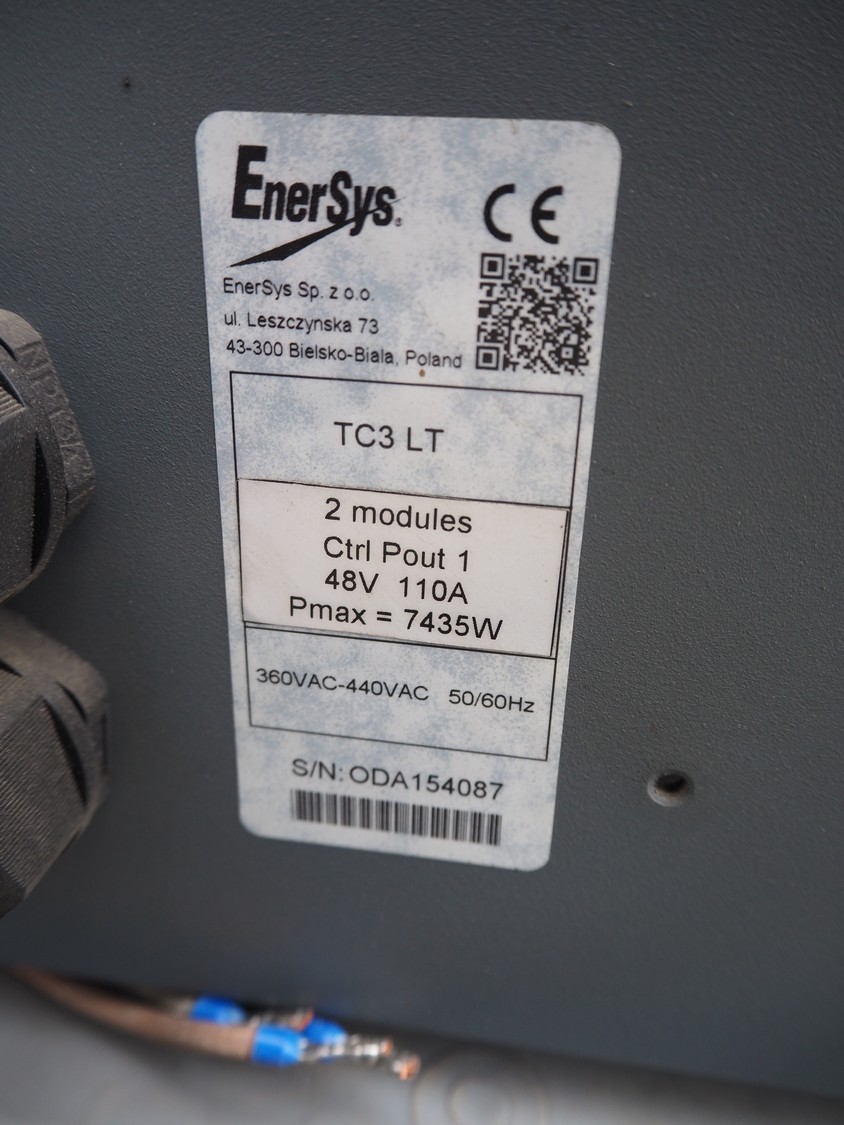 EnerSys®
CE
EnerSys Sp. z o.o.
ul. Leszczynska 73
43-300 Bielsko-Biala, Poland
TC3 LT
2 modules
Ctrl Pout 1
48V 110A
Pmax = 7435W
360VAC-440VAC 50/60Hz
S/N: ODA154087